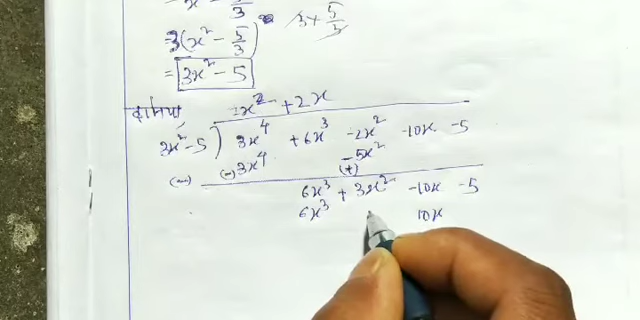 = 3(x² - 5/3) 3 × 5/3
= 3x² - 5
x² + 2x
3x² - 5 ) 3x⁴ + 6x³ - 2x² - 10x - 5
(-) (-) 3x⁴ - 5x² (+)
6x³ + 3x² - 10x - 5
6x³ 10x